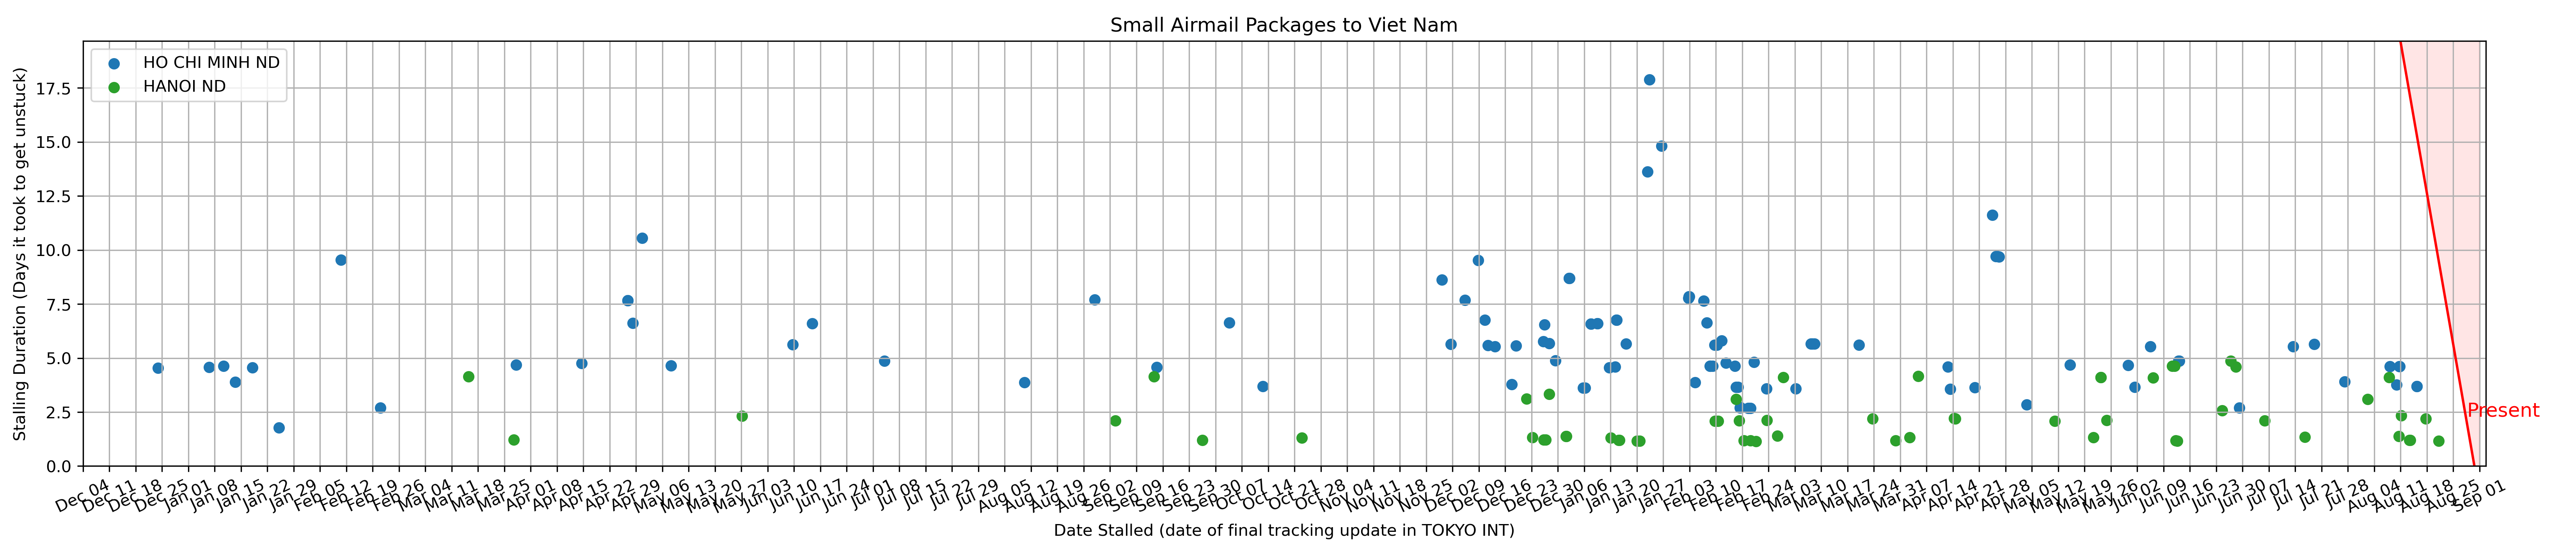 Small Airmail Packages to Viet Nam
HO CHI MINH ND
HANOI ND
Stalling Duration (Days it took to get unstuck)
17.5
15.0
12.5
10.0
7.5
5.0
2.5
0.0
Present
Dec 04 Dec 11 Dec 18 Dec 25 Jan 01 Jan 08 Jan 15 Jan 22 Jan 29 Feb 05 Feb 12 Feb 19 Feb 26 Mar 04 Mar 11 Mar 18 Mar 25 Apr 01 Apr 08 Apr 15 Apr 22 Apr 29 May 06 May 13 May 20 May 27 Jun 03 Jun 10 Jun 17 Jun 24 Jul 01 Jul 08 Jul 15 Jul 22 Jul 29 Aug 05 Aug 12 Aug 19 Aug 26 Sep 02 Sep 09 Sep 16 Sep 23 Sep 30 Oct 07 Oct 14 Oct 21 Oct 28 Nov 04 Nov 11 Nov 18 Nov 25 Dec 02 Dec 09 Dec 16 Dec 23 Dec 30 Jan 06 Jan 13 Jan 20 Jan 27 Feb 03 Feb 10 Feb 17 Feb 24 Mar 03 Mar 10 Mar 17 Mar 24 Mar 31 Apr 07 Apr 14 Apr 21 Apr 28 May 05 May 12 May 19 May 26 Jun 02 Jun 09 Jun 16 Jun 23 Jun 30 Jul 07 Jul 14 Jul 21 Jul 28 Aug 04 Aug 11 Aug 18 Aug 25 Sep 01
Date Stalled (date of final tracking update in TOKYO INT)